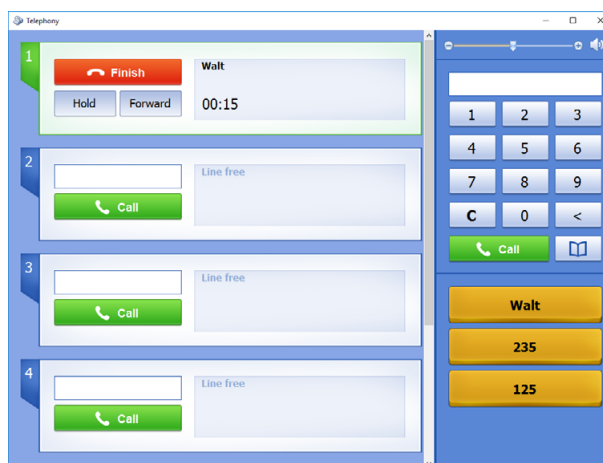 Telephony
1
Finish
Hold Forward
Walt
00:15
2
Call
Line free
3
Call
Line free
4
Call
Line free
1 2 3
4 5 6
7 8 9
C 0 <
Call
Walt
235
125